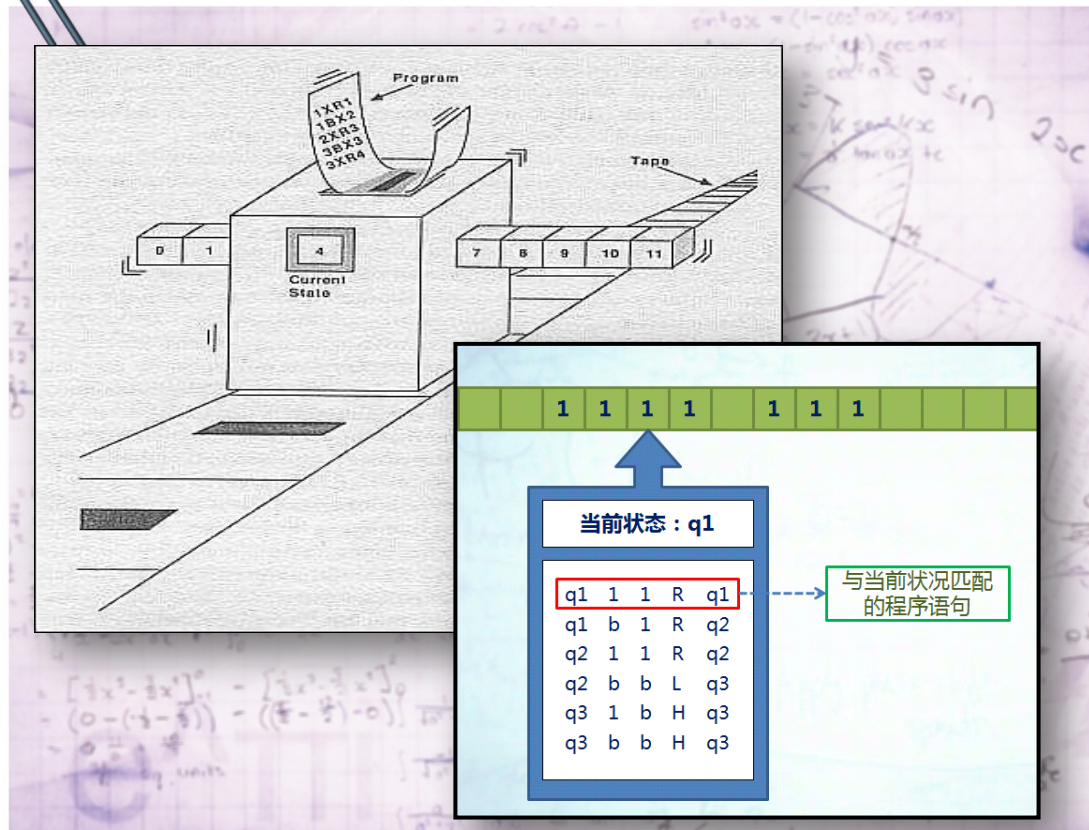 Program
1XR1
1BX2
2XR3
3BX3
3XR4
Tape
0 1
4
7 8 9 10 11
Current
State
1 1 1 1 1 1 1
当前状态：q1
q1 1 1 R q1
q1 b 1 R q2
q2 1 1 R q2
q2 b b L q3
q3 1 b H q3
q3 b b H q3
与当前状况匹配
的程序语句